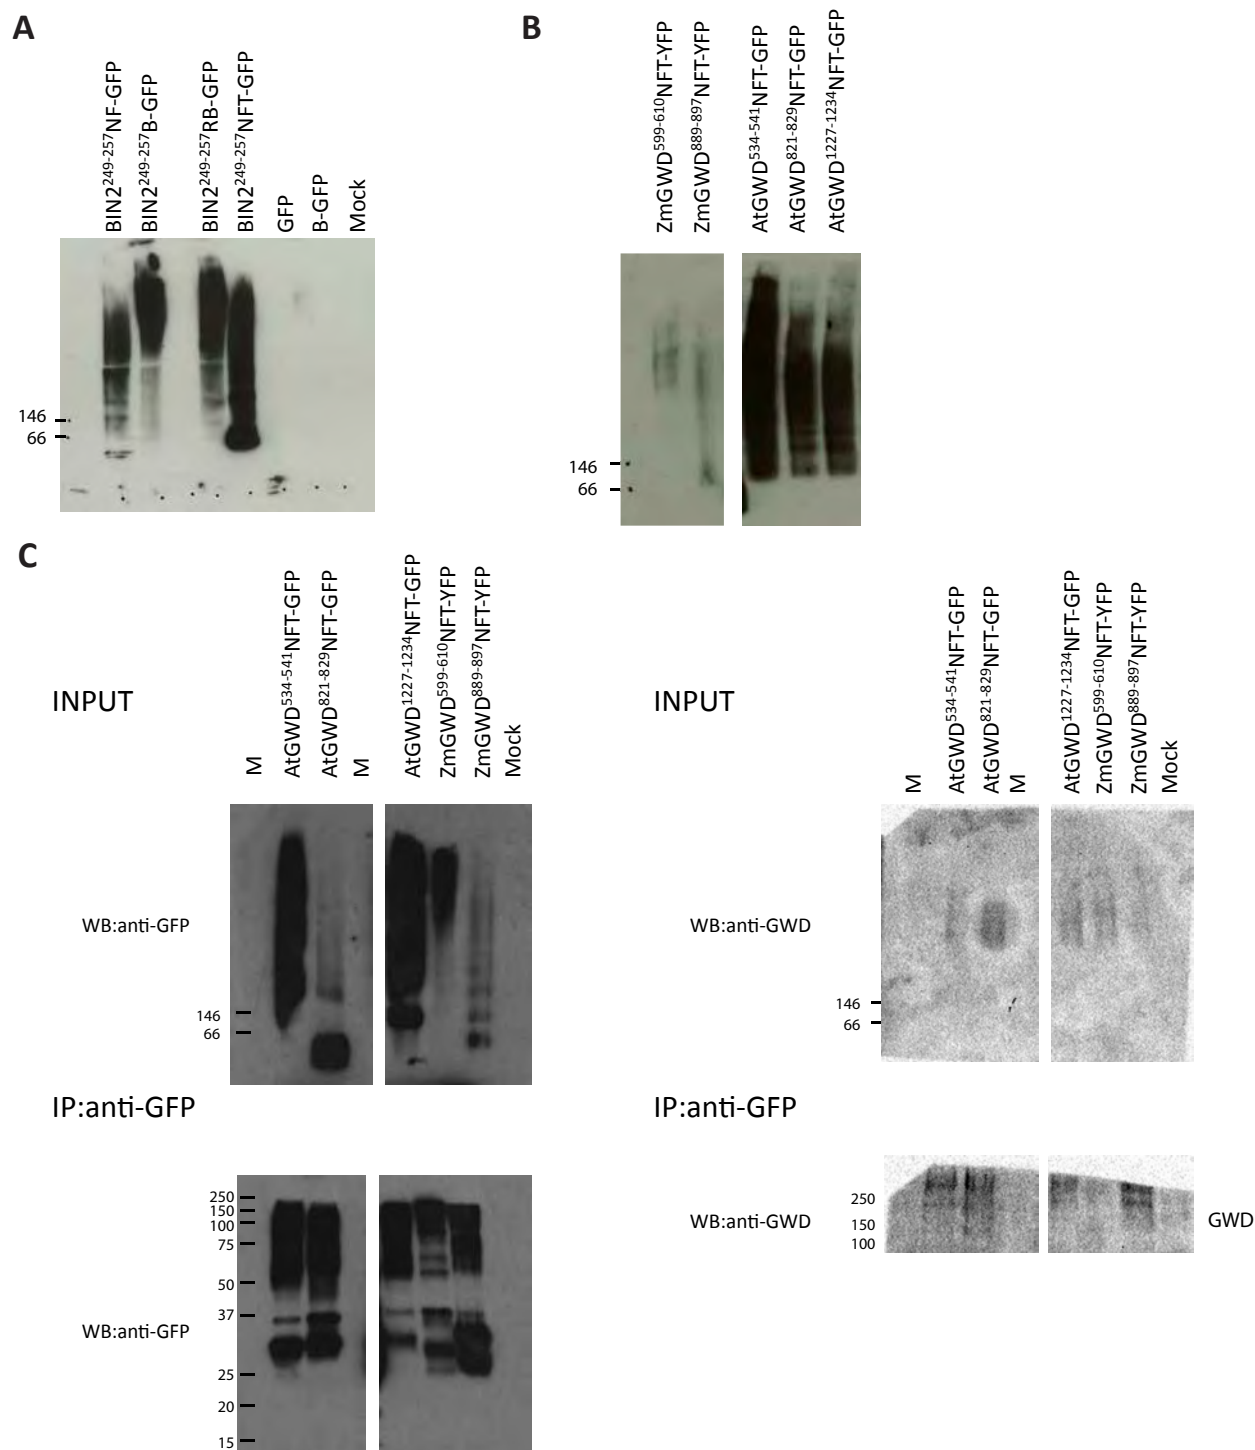 A
BIN2²⁴⁹⁻²⁵⁷NF-GFP
BIN2²⁴⁹⁻²⁵⁷B-GFP
BIN2²⁴⁹⁻²⁵⁷RB-GFP
BIN2²⁴⁹⁻²⁵⁷NFT-GFP
GFP
B-GFP
Mock
146
66
B
ZmGWD⁵⁹⁹⁻⁶¹⁰NFT-YFP
ZmGWD⁸⁸⁹⁻⁸⁹⁷NFT-YFP
AtGWD⁵³⁴⁻⁵⁴¹NFT-GFP
AtGWD⁸²¹⁻⁸²⁹NFT-GFP
AtGWD¹²²⁷⁻¹²³⁴NFT-GFP
146
66
C
INPUT
M
AtGWD⁵³⁴⁻⁵⁴¹NFT-GFP
AtGWD⁸²¹⁻⁸²⁹NFT-GFP
M
AtGWD¹²²⁷⁻¹²³⁴NFT-GFP
ZmGWD⁵⁹⁹⁻⁶¹⁰NFT-YFP
ZmGWD⁸⁸⁹⁻⁸⁹⁷NFT-YFP
Mock
WB:anti-GFP
146
66
IP:anti-GFP
250
150
100
75
50
37
WB:anti-GFP
25
20
15
INPUT
M
AtGWD⁵³⁴⁻⁵⁴¹NFT-GFP
AtGWD⁸²¹⁻⁸²⁹NFT-GFP
M
AtGWD¹²²⁷⁻¹²³⁴NFT-GFP
ZmGWD⁵⁹⁹⁻⁶¹⁰NFT-YFP
ZmGWD⁸⁸⁹⁻⁸⁹⁷NFT-YFP
Mock
WB:anti-GWD
146
66
IP:anti-GFP
250
WB:anti-GWD
150
GWD
100